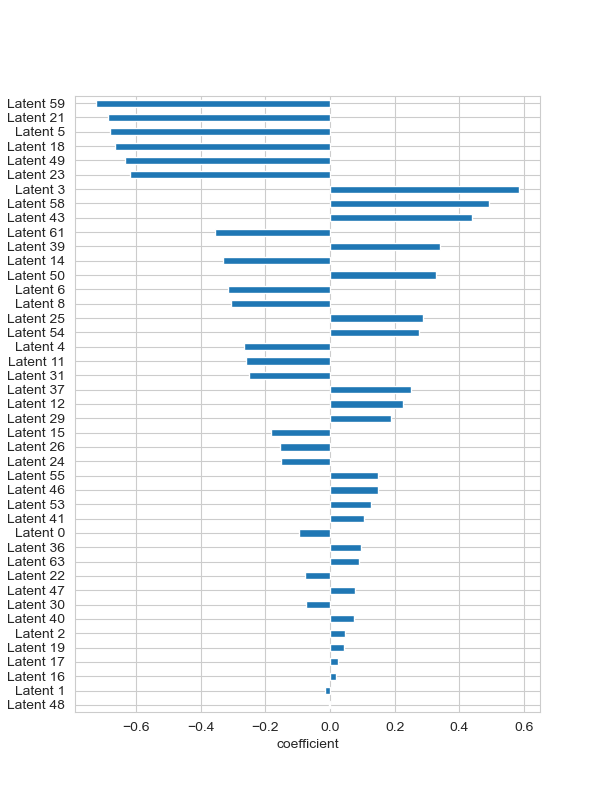 Latent 59
Latent 21
Latent 5
Latent 18
Latent 49
Latent 23
Latent 3
Latent 58
Latent 43
Latent 61
Latent 39
Latent 14
Latent 50
Latent 6
Latent 8
Latent 25
Latent 54
Latent 4
Latent 11
Latent 31
Latent 37
Latent 12
Latent 29
Latent 15
Latent 26
Latent 24
Latent 55
Latent 46
Latent 53
Latent 41
Latent 0
Latent 36
Latent 63
Latent 22
Latent 47
Latent 30
Latent 40
Latent 2
Latent 19
Latent 17
Latent 16
Latent 1
Latent 48
−0.6 −0.4 −0.2 0.0 0.2 0.4 0.6
coefficient